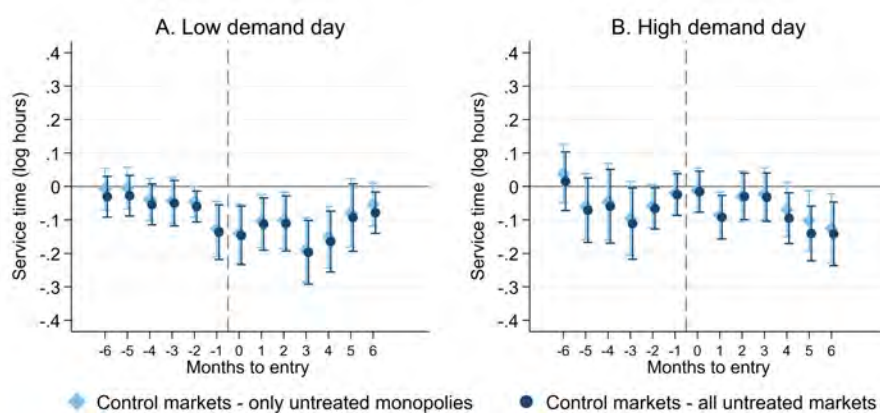 A. Low demand day
B. High demand day
Service time (log hours)
.4
.3
.2
.1
0
-.1
-.2
-.3
-.4
-6 -5 -4 -3 -2 -1 0 1 2 3 4 5 6
Months to entry
Service time (log hours)
.4
.3
.2
.1
0
-.1
-.2
-.3
-.4
-6 -5 -4 -3 -2 -1 0 1 2 3 4 5 6
Months to entry
Control markets - only untreated monopolies
Control markets - all untreated markets